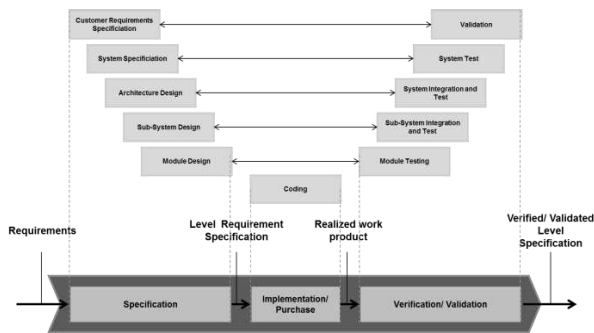 Customer Requirements
Specificiation
Validation
System Specificiation
System Test
Architecture Design
System Integration and
Test
Sub-System Design
Sub-System Integration
and Test
Module Design
Module Testing
Coding
Requirements
Level Requirement
Specification
Realized work
product
Verified/ Validated
Level
Specification
Specification
Implementation/
Purchase
Verification/ Validation